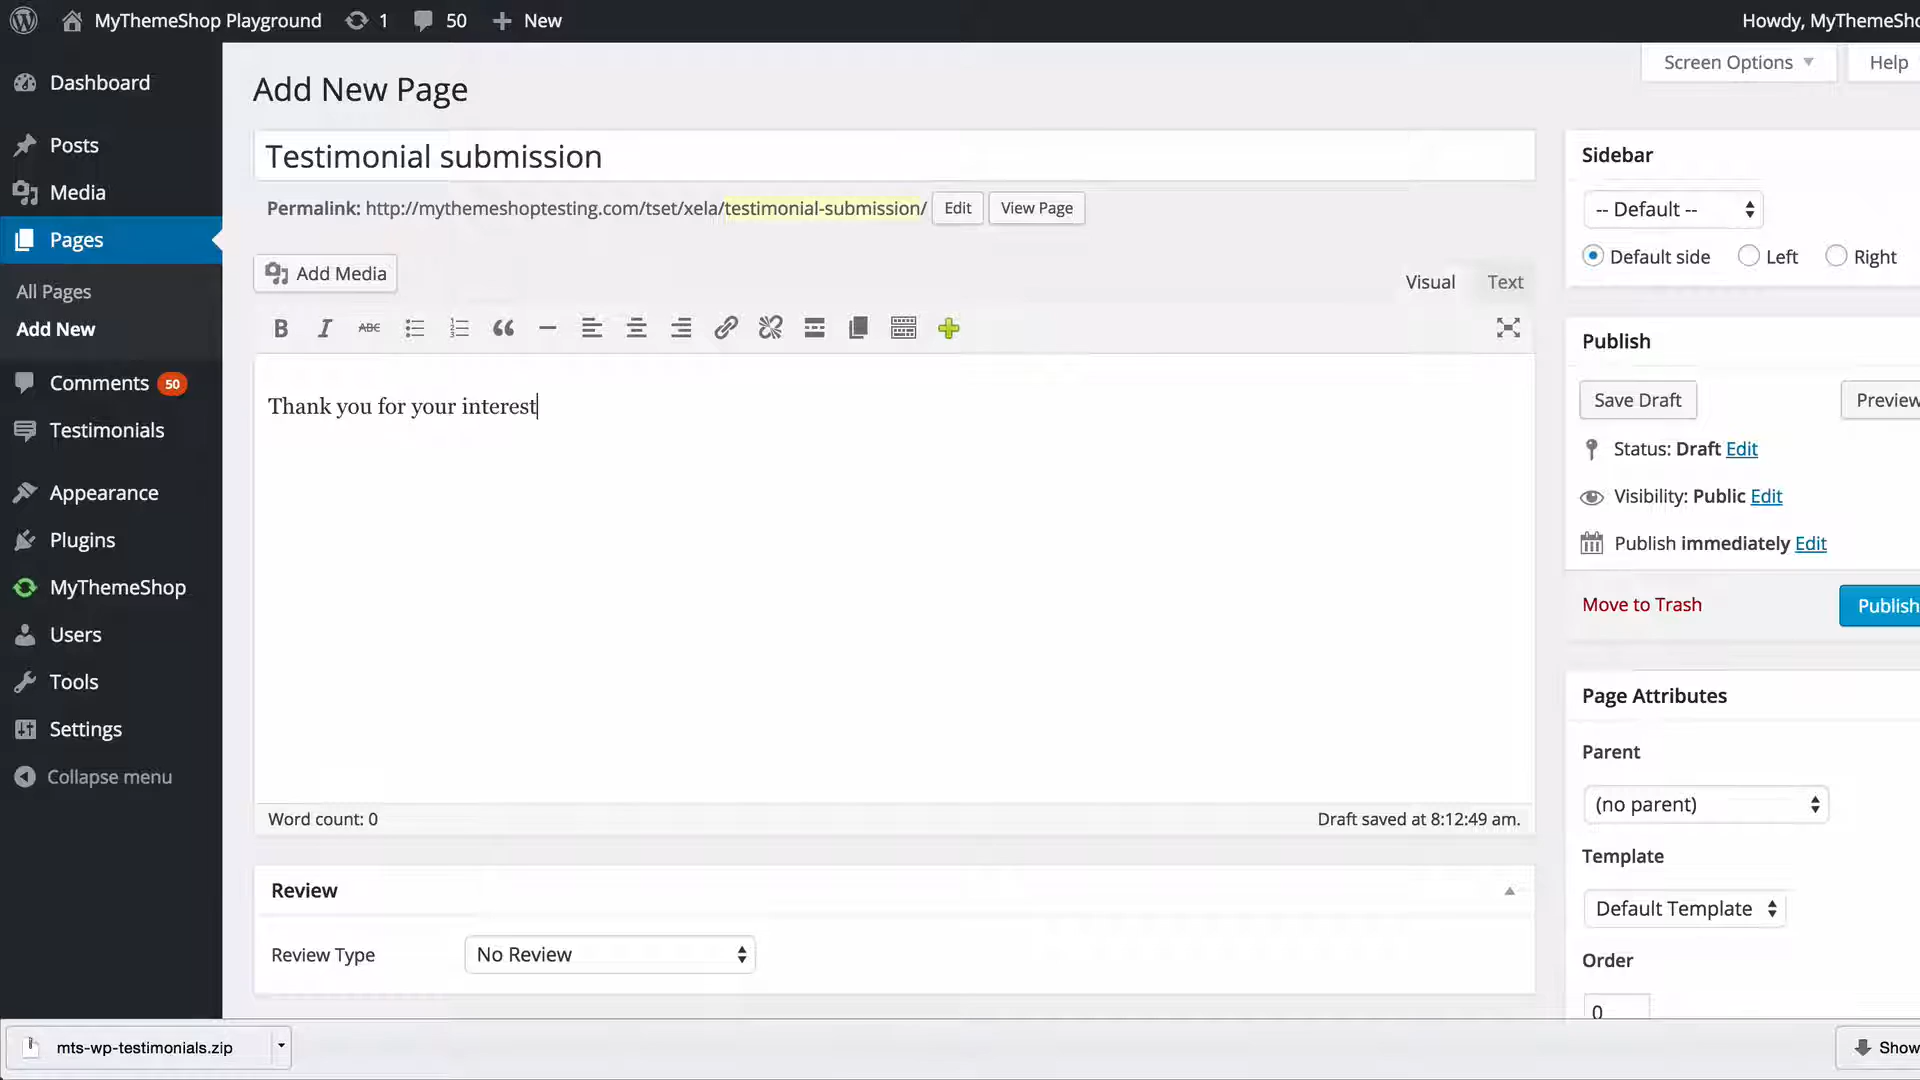 MyThemeShop Playground 1 50 New Howdy, MyThemeSho
Screen Options Help
Dashboard
Posts
Media
Pages
All Pages
Add New
Comments 50
Testimonials
Appearance
Plugins
MyThemeShop
Users
Tools
Settings
Collapse menu
Add New Page
Testimonial submission
Permalink: http://mythemeshoptesting.com/tset/xela/testimonial-submission/ Edit View Page
Add Media
Visual Text
B I ABC
Thank you for your interest
Word count: 0 Draft saved at 8:12:49 am.
Review
Review Type No Review
Sidebar
-- Default --
Default side Left Right
Publish
Save Draft Preview
Status: Draft Edit
Visibility: Public Edit
Publish immediately Edit
Move to Trash Publish
Page Attributes
Parent
(no parent)
Template
Default Template
Order
0
mts-wp-testimonials.zip Show